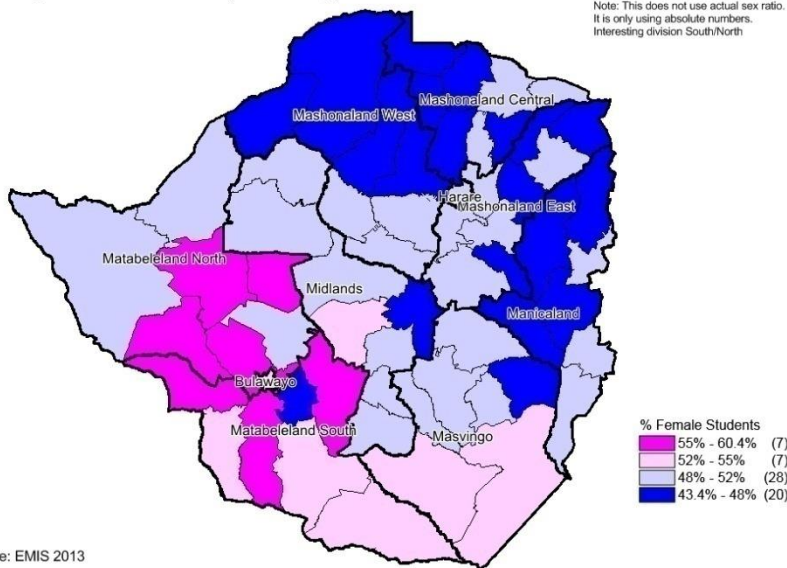 Note: This does not use actual sex ratio.
It is only using absolute numbers.
Interesting division South/North
Mashonaland Central
Mashonaland West
Harare
Mashonaland East
Matabeleland North
Midlands
Manicaland
Bulawayo
Matabeleland South
Masvingo
% Female Students
55% - 60.4% (7)
52% - 55% (7)
48% - 52% (28)
43.4% - 48% (20)
e: EMIS 2013